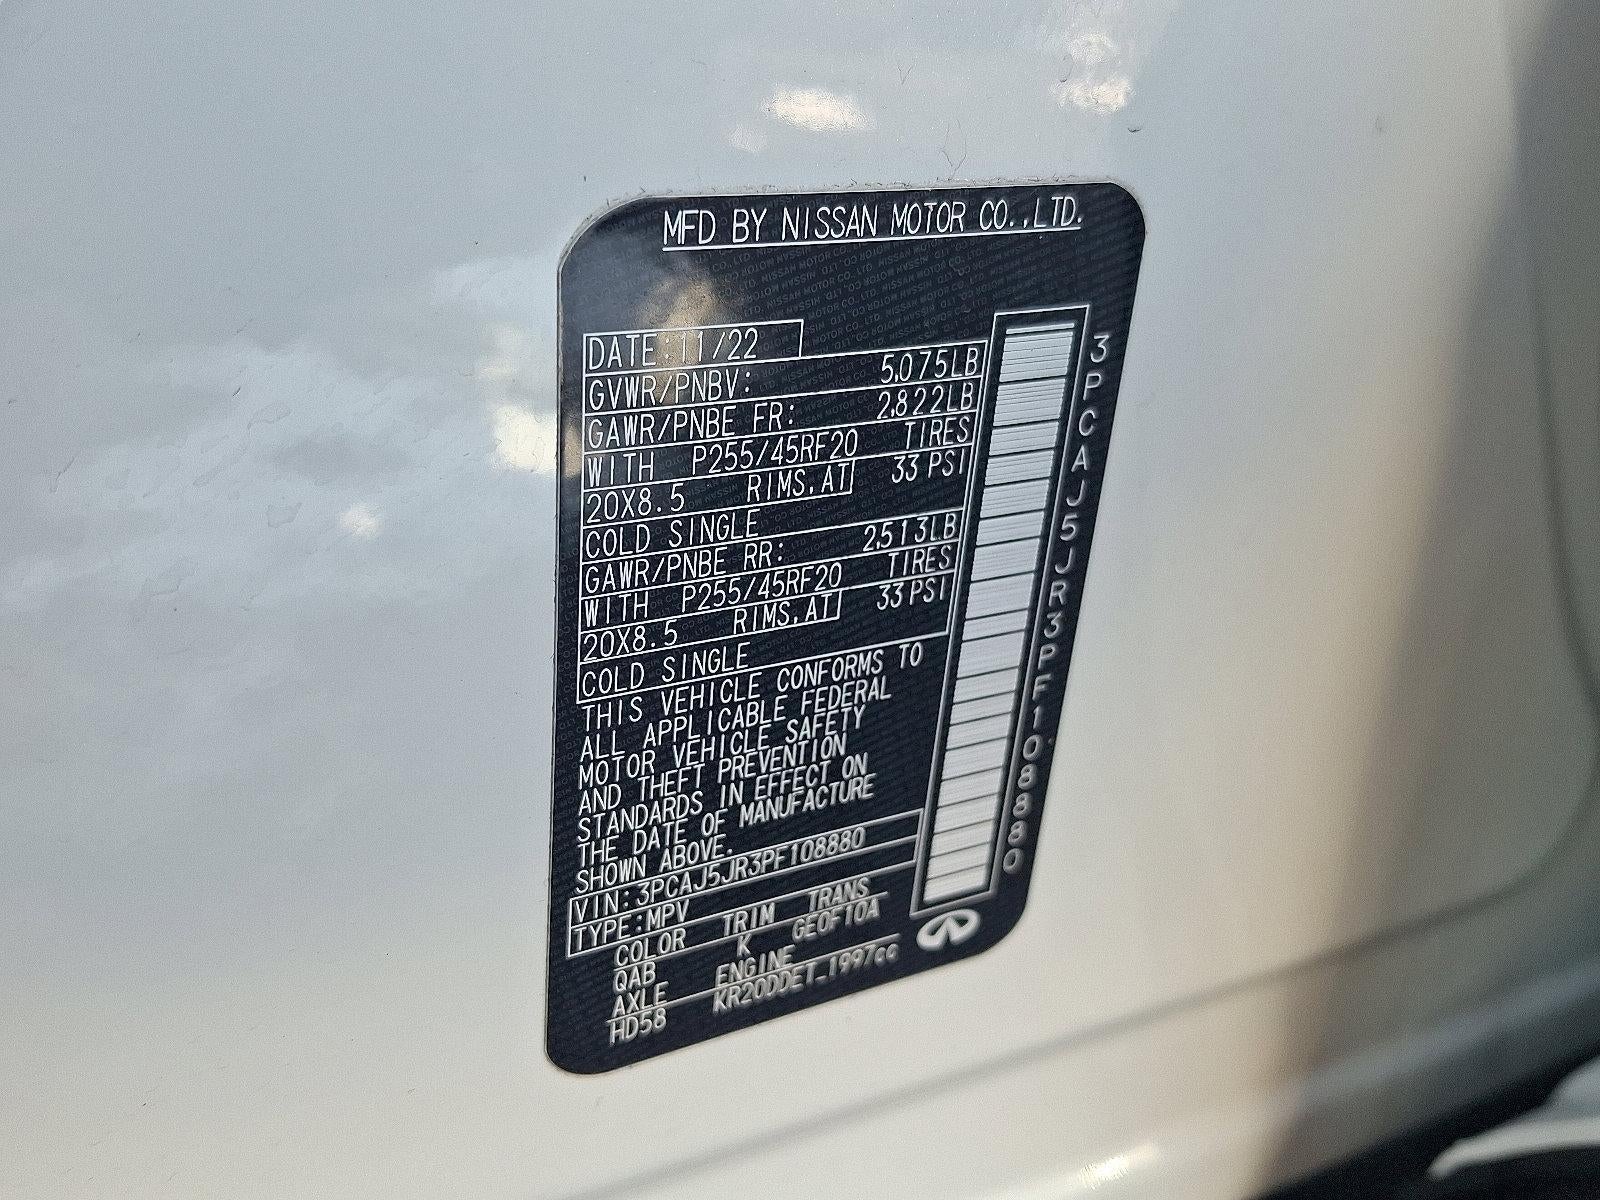 MFD BY NISSAN MOTOR CO.,LTD.
DATE:11/22
GVWR/PNBV: 5,075LB
GAWR/PNBE FR: 2,822LB
WITH P255/45RF20 TIRES
20X8.5 RIMS,AT 33 PSI
COLD SINGLE
GAWR/PNBE RR: 2,513LB
WITH P255/45RF20 TIRES
20X8.5 RIMS,AT 33 PSI
COLD SINGLE
THIS VEHICLE CONFORMS TO
ALL APPLICABLE FEDERAL
MOTOR VEHICLE SAFETY
AND THEFT PREVENTION
STANDARDS IN EFFECT ON
THE DATE OF MANUFACTURE
SHOWN ABOVE.
VIN:3PCAJ5JR3PF108880
TYPE:MPV
COLOR TRIM TRANS
QAB K GE0F10A
AXLE ENGINE
HD58 KR20DDET_1997cc
3PCAJ5JR3PF108880